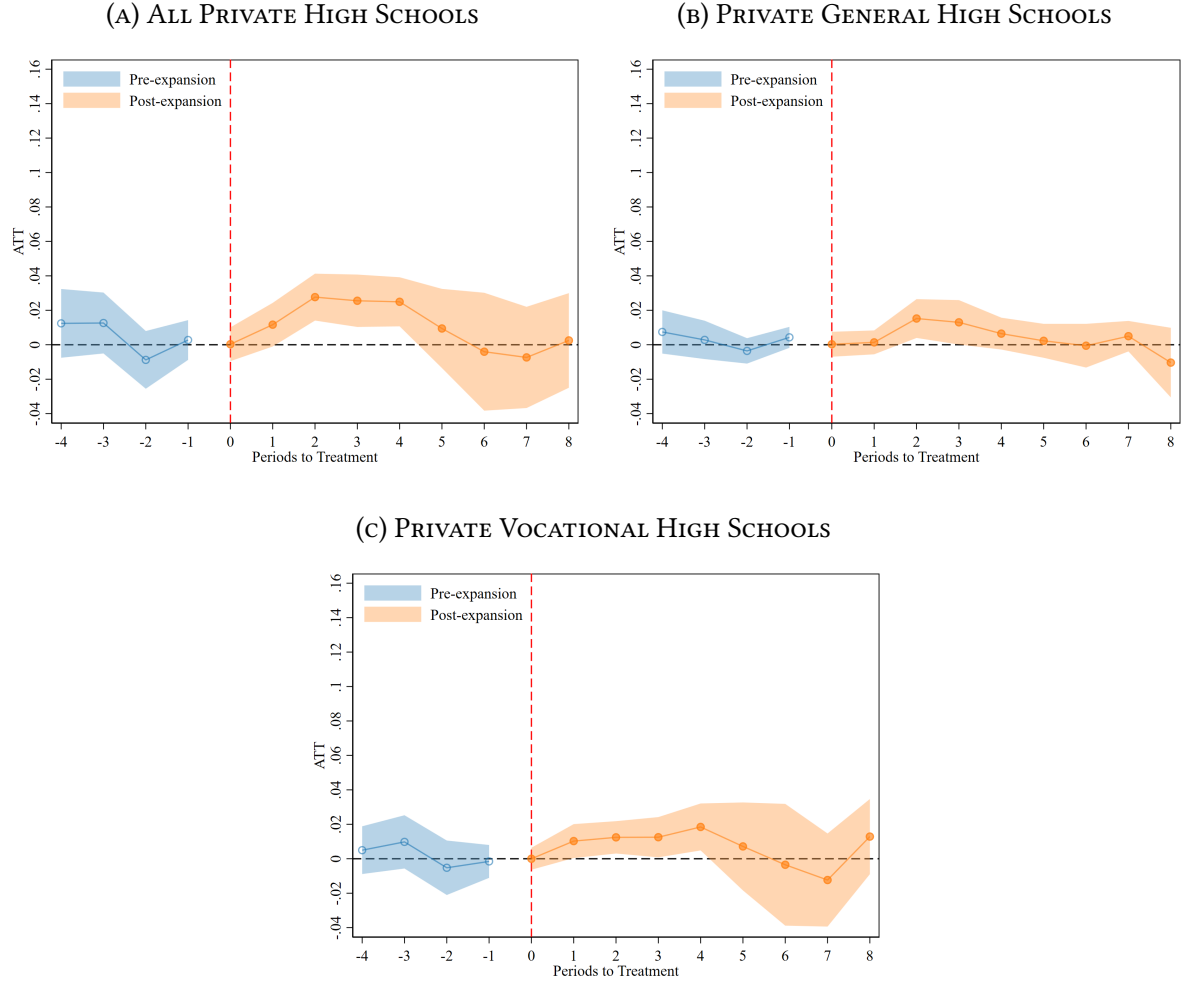 (A) All Private High Schools
Pre-expansion
Post-expansion
.16
.14
.12
.1
.08
.06
.04
.02
0
-.02
-.04
ATT
-4 -3 -2 -1 0 1 2 3 4 5 6 7 8
Periods to Treatment
(B) Private General High Schools
Pre-expansion
Post-expansion
.16
.14
.12
.1
.08
.06
.04
.02
0
-.02
-.04
ATT
-4 -3 -2 -1 0 1 2 3 4 5 6 7 8
Periods to Treatment
(C) Private Vocational High Schools
Pre-expansion
Post-expansion
.16
.14
.12
.1
.08
.06
.04
.02
0
-.02
-.04
ATT
-4 -3 -2 -1 0 1 2 3 4 5 6 7 8
Periods to Treatment